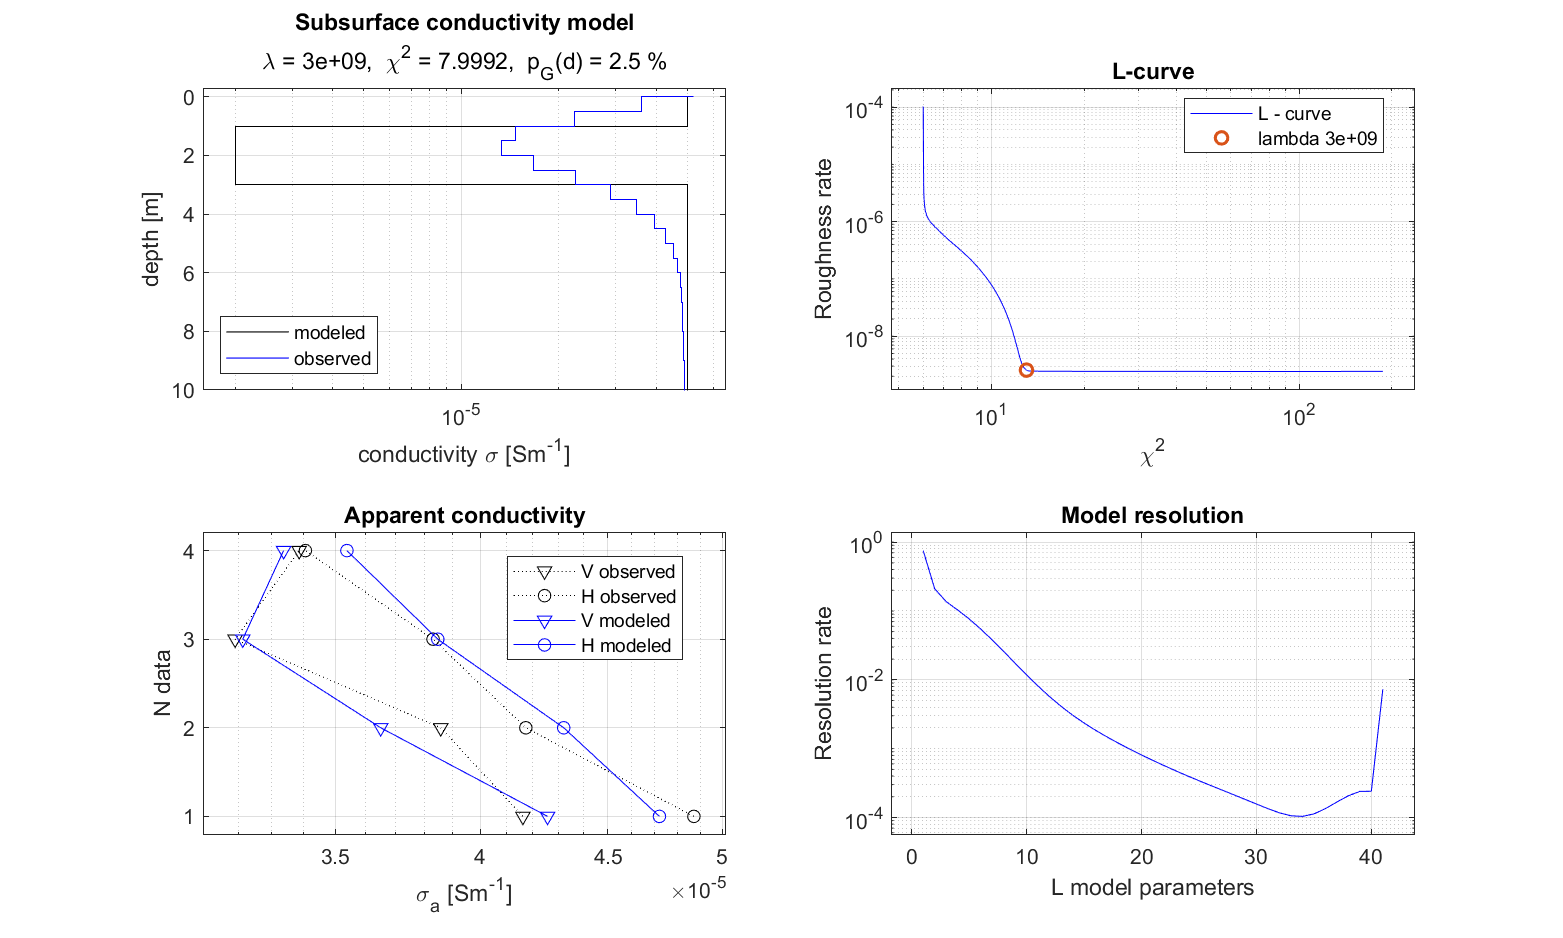 Subsurface conductivity model
λ = 3e+09, χ² = 7.9992, p_G(d) = 2.5 %
0
2
4
6
8
10
depth [m]
modeled
observed
10⁻⁵
conductivity σ [Sm⁻¹]
L-curve
10⁻⁴
10⁻⁶
10⁻⁸
Roughness rate
L - curve
lambda 3e+09
10¹
10²
χ²
Apparent conductivity
4
3
2
1
N data
V observed
H observed
V modeled
H modeled
3.5
4
4.5
5
×10⁻⁵
σₐ [Sm⁻¹]
Model resolution
10⁰
10⁻²
10⁻⁴
Resolution rate
0
10
20
30
40
L model parameters